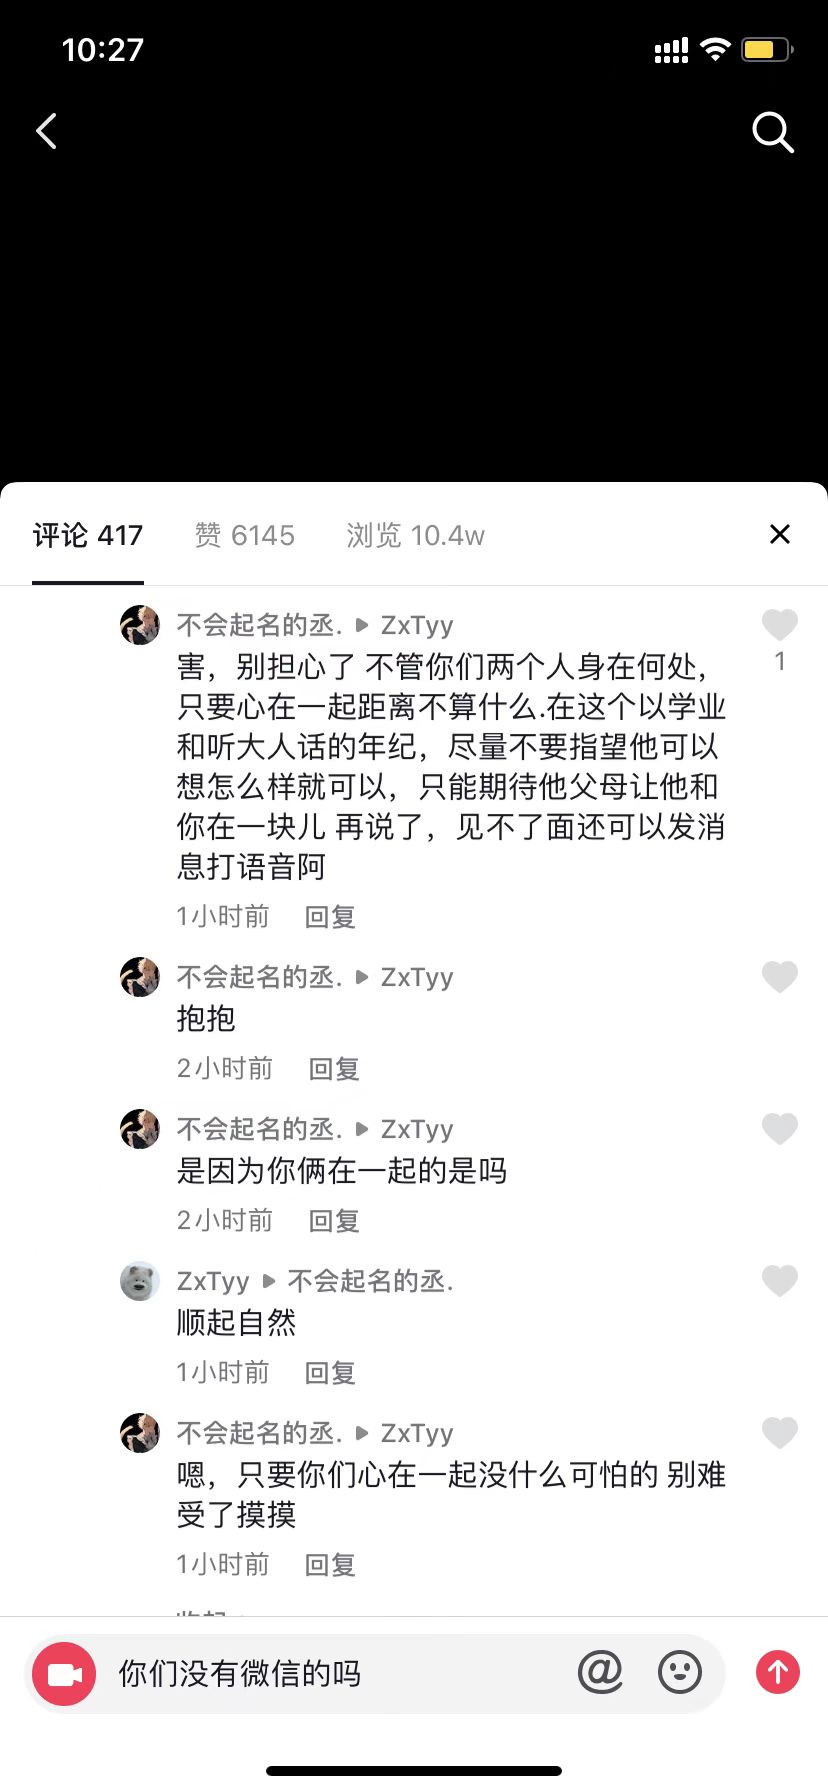 10:27
评论 417 赞 6145 浏览 10.4w
不会起名的丞. ZxTyy
害，别担心了 不管你们两个人身在何处，
只要心在一起距离不算什么.在这个以学业
和听大人话的年纪，尽量不要指望他可以
想怎么样就可以，只能期待他父母让他和
你在一块儿 再说了，见不了面还可以发消
息打语音阿
1
1小时前 回复
不会起名的丞. ZxTyy
抱抱
2小时前 回复
不会起名的丞. ZxTyy
是因为你俩在一起的是吗
2小时前 回复
ZxTyy 不会起名的丞.
顺起自然
1小时前 回复
不会起名的丞. ZxTyy
嗯，只要你们心在一起没什么可怕的 别难
受了摸摸
1小时前 回复
你们没有微信的吗